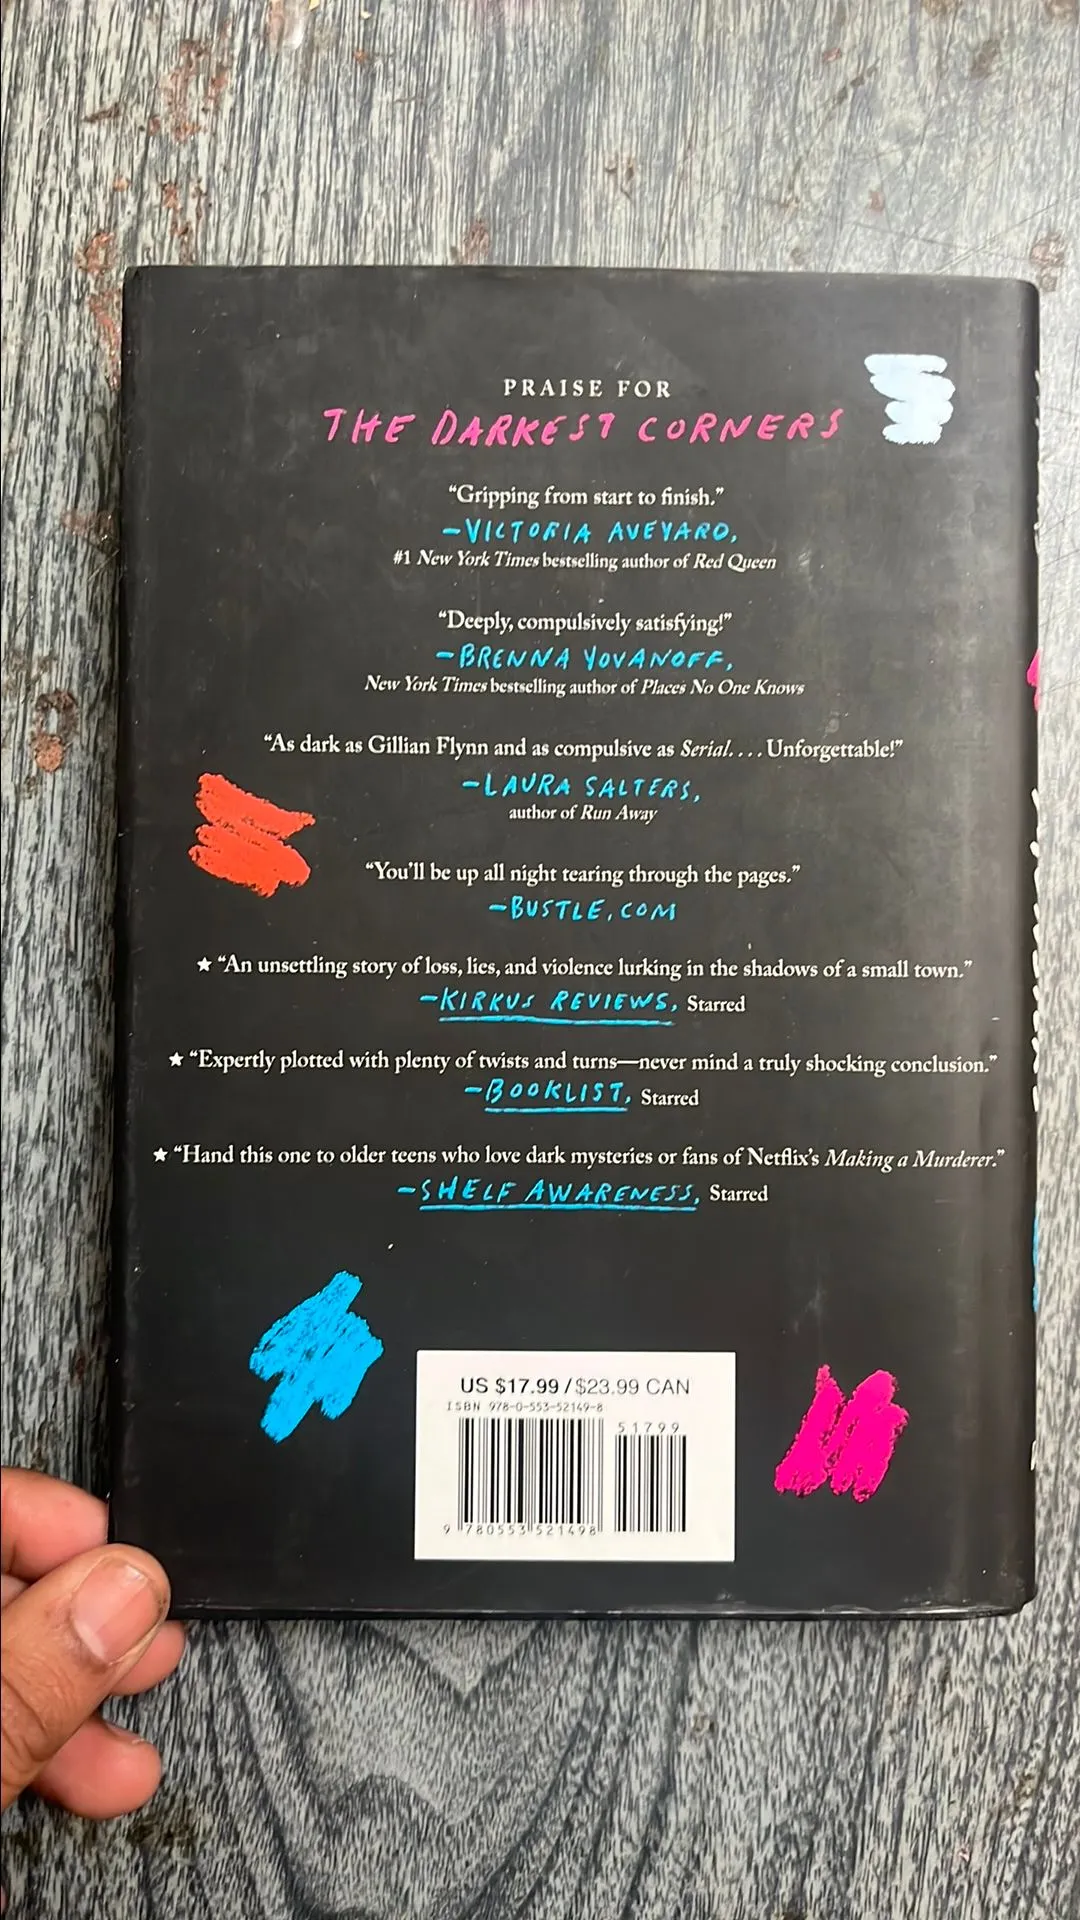 PRAISE FOR
THE DARKEST CORNERS
“Gripping from start to finish.”
–VICTORIA AVEYARD,
#1 New York Times bestselling author of Red Queen
“Deeply, compulsively satisfying!”
–BRENNA YOVANOFF,
New York Times bestselling author of Places No One Knows
“As dark as Gillian Flynn and as compulsive as Serial. . . . Unforgettable!”
–LAURA SALTERS,
author of Run Away
“You’ll be up all night tearing through the pages.”
–BUSTLE.COM
★ “An unsettling story of loss, lies, and violence lurking in the shadows of a small town.”
–KIRKUS REVIEWS, Starred
★ “Expertly plotted with plenty of twists and turns—never mind a truly shocking conclusion.”
–BOOKLIST, Starred
★ “Hand this one to older teens who love dark mysteries or fans of Netflix’s Making a Murderer.”
–SHELF AWARENESS, Starred
US $17.99 / $23.99 CAN
ISBN 978-0-553-52149-8
51799
9 780553 521498